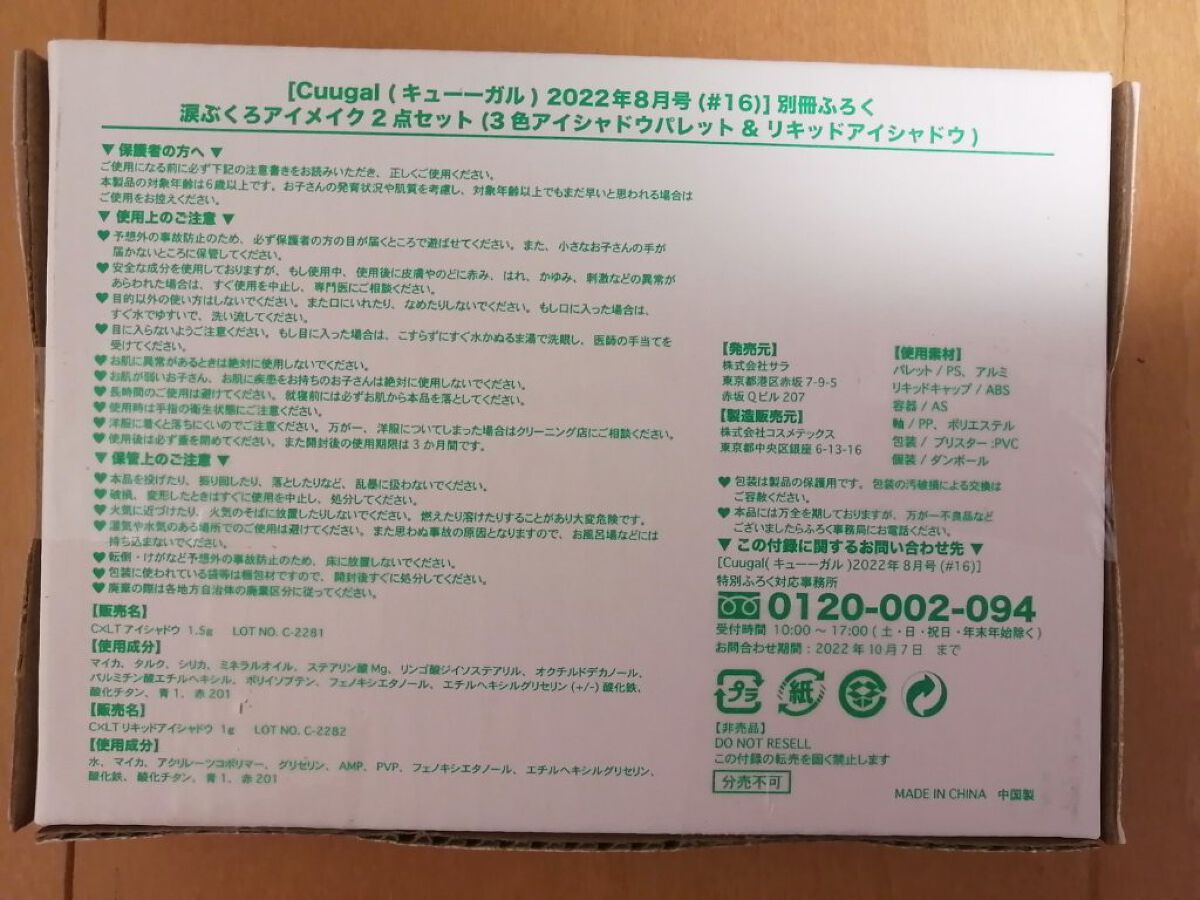 [Cuugal (キューーガル) 2022年8月号 (#16)] 別冊ふろく
涙ぶくろアイメイク2点セット (3色アイシャドウパレット & リキッドアイシャドウ)
▼ 保護者の方へ ▼
ご使用になる前に必ず下記の注意書きをお読みいただき、正しくご使用ください。
本製品の対象年齢は6歳以上です。お子さんの発育状況や肌質を考慮し、対象年齢以上でもまだ早いと思われる場合は
ご使用をお控えください。
▼ 使用上のご注意 ▼
♥予想外の事故防止のため、必ず保護者の方の目が届くところで遊ばせてください。また、小さなお子さんの手が
届かないところに保管してください。
♥安全な成分を使用しておりますが、もし使用中、使用後に皮膚やのどに赤み、はれ、かゆみ、刺激などの異常が
あらわれた場合は、すぐ使用を中止し、専門医にご相談ください。
♥目的以外の使い方はしないでください。また口にいれたり、なめたりしないでください。もし口に入った場合は、
すぐ水でゆすいで、洗い流してください。
♥目に入らないようご注意ください。もし目に入った場合は、こすらずにすぐ水かぬるま湯で洗眼し、医師の手当てを
受けてください。
♥お肌に異常があるときは絶対に使用しないでください。
♥お肌が弱いお子さん、お肌に疾患をお持ちのお子さんは絶対に使用しないでください。
♥長時間のご使用は避けてください。就寝前には必ずお肌から本品を落としてください。
♥使用時は手指の衛生状態にご注意ください。
♥洋服に着くと落ちにくいのでご注意ください。万が一、洋服についてしまった場合はクリーニング店にご相談ください。
♥使用後は必ず蓋を閉めてください。また開封後の使用期限は3か月間です。
▼ 保管上のご注意 ▼
♥本品を投げたり、振り回したり、落としたりなど、乱暴に扱わないでください。
♥破損、変形したときはすぐに使用を中止し、処分してください。
♥火気に近づけたり、火気のそばに放置したりしないでください。燃えたり溶けたりすることがあり大変危険です。
♥湿気や水気のある場所でのご使用は避けてください。また思わぬ事故の原因となりますので、お風呂場などには
持ち込まないでください。
♥転倒・けがなど予想外の事故防止のため、床に放置しないでください。
♥包装に使われている袋等は梱包材ですので、開封後すぐに処分してください。
♥廃棄の際は各地方自治体の廃棄区分に従ってください。
【販売名】
C×LTアイシャドウ 1.5g LOT NO. C-2281
【使用成分】
マイカ、タルク、シリカ、ミネラルオイル、ステアリン酸Mg、リンゴ酸ジイソステアリル、オクチルドデカノール、
パルミチン酸エチルヘキシル、ポリイソブテン、フェノキシエタノール、エチルヘキシルグリセリン (+/-) 酸化鉄、
酸化チタン、青1、赤201
【販売名】
C×LTリキッドアイシャドウ 1g LOT NO. C-2282
【使用成分】
水、マイカ、アクリレーツコポリマー、グリセリン、AMP、PVP、フェノキシエタノール、エチルヘキシルグリセリン、
酸化鉄、酸化チタン、青1、赤201
【発売元】
株式会社サラ
東京都港区赤坂7-9-5
赤坂Qビル207
【製造販売元】
株式会社コスメテックス
東京都中央区銀座6-13-16
【使用素材】
パレット / PS、アルミ
リキッドキャップ / ABS
容器 / AS
軸 / PP、ポリエステル
包装 / ブリスター:PVC
個装 / ダンボール
♥包装は製品の保護用です。包装の汚破損による交換は
ご容赦ください。
♥本品には万全を期しておりますが、万が一不良品など
ございましたらふろく事務局にお電話ください。
▼ この付録に関するお問い合わせ先 ▼
[Cuugal(キューーガル)2022年8月号 (#16)]
特別ふろく対応事務所
0120-002-094
受付時間 10:00～17:00 (土・日・祝日・年末年始除く)
お問合わせ期間：2022年10月7日 まで
プラ 紙
【非売品】
DO NOT RESELL
この付録の転売を固く禁止します
分売不可
MADE IN CHINA 中国製